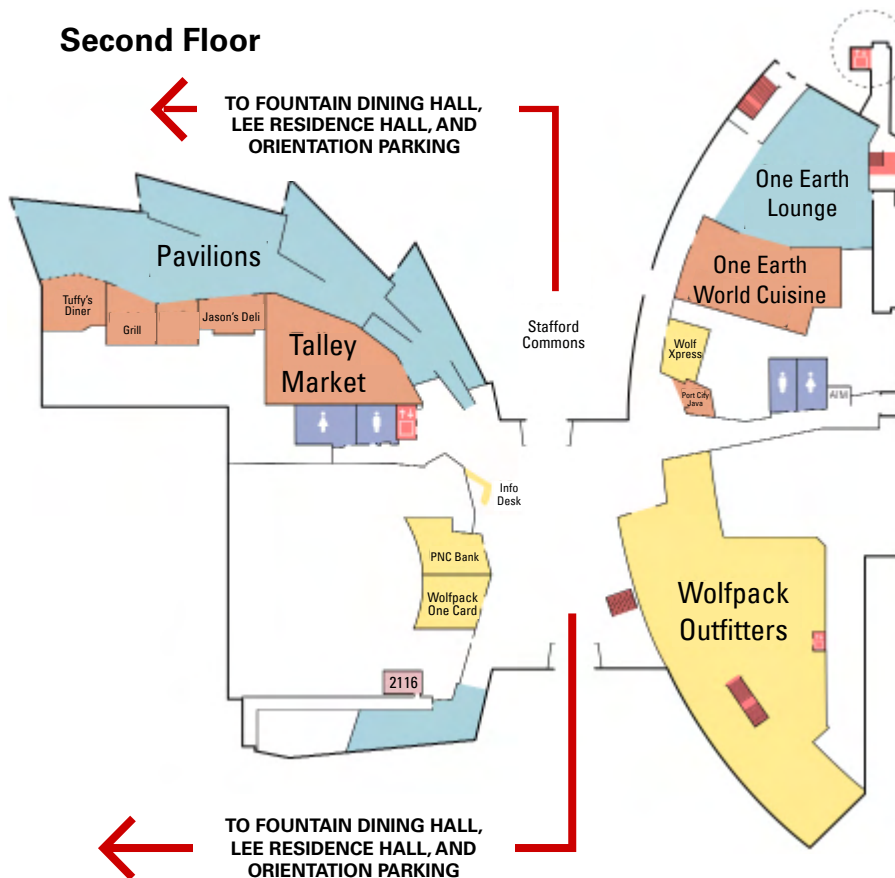 Second Floor
TO FOUNTAIN DINING HALL,
LEE RESIDENCE HALL, AND
ORIENTATION PARKING
One Earth
Lounge
Pavilions
One Earth
World Cuisine
Tuffy's
Diner
Grill
Jason's Deli
Talley
Market
Stafford
Commons
Wolf
Xpress
Port City
Java
Info
Desk
PNC Bank
Wolfpack
One Card
Wolfpack
Outfitters
2116
TO FOUNTAIN DINING HALL,
LEE RESIDENCE HALL, AND
ORIENTATION PARKING